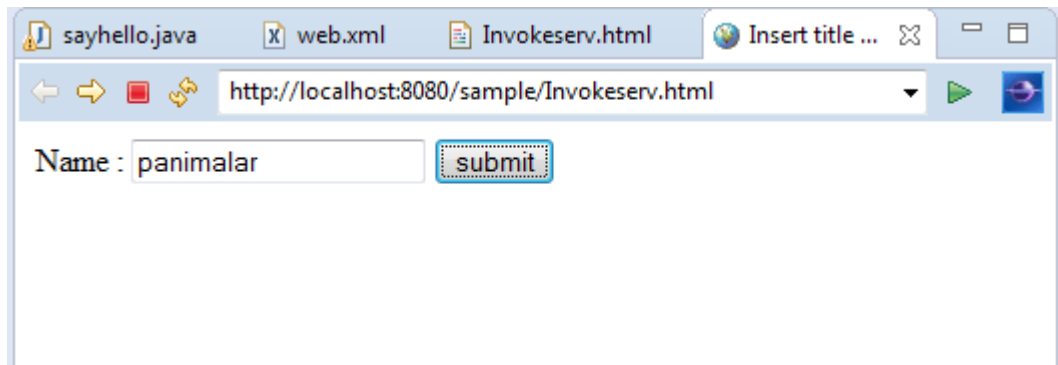 sayhello.java web.xml Invokeserv.html Insert title ...
http://localhost:8080/sample/Invokeserv.html
Name : panimalar submit